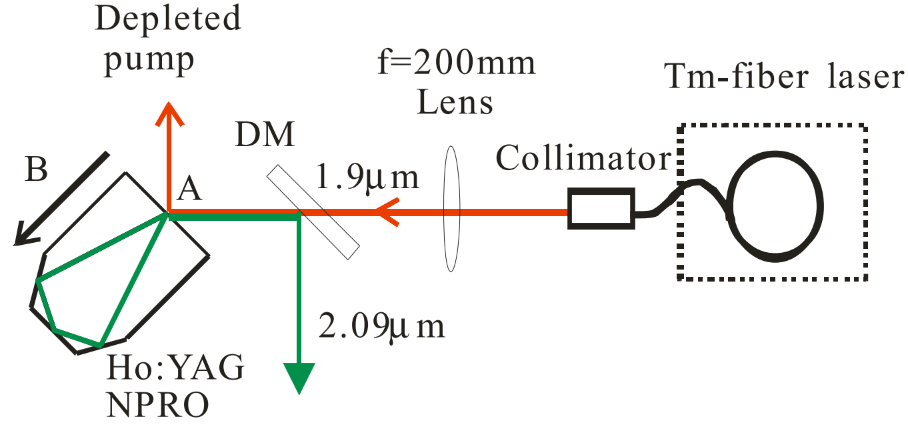 Depleted
pump
f=200mm
Lens
Tm-fiber laser
DM
Collimator
B
A
1.9μm
2.09μm
Ho:YAG
NPRO